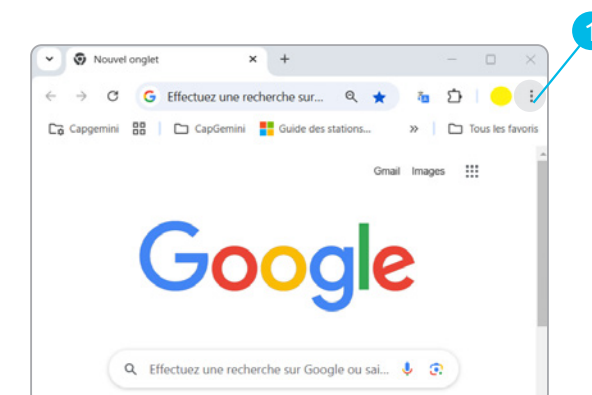 1
Nouvel onglet
Effectuez une recherche sur...
Capgemini CapGemini Guide des stations... » Tous les favoris
Gmail Images
Google
Effectuez une recherche sur Google ou sai...